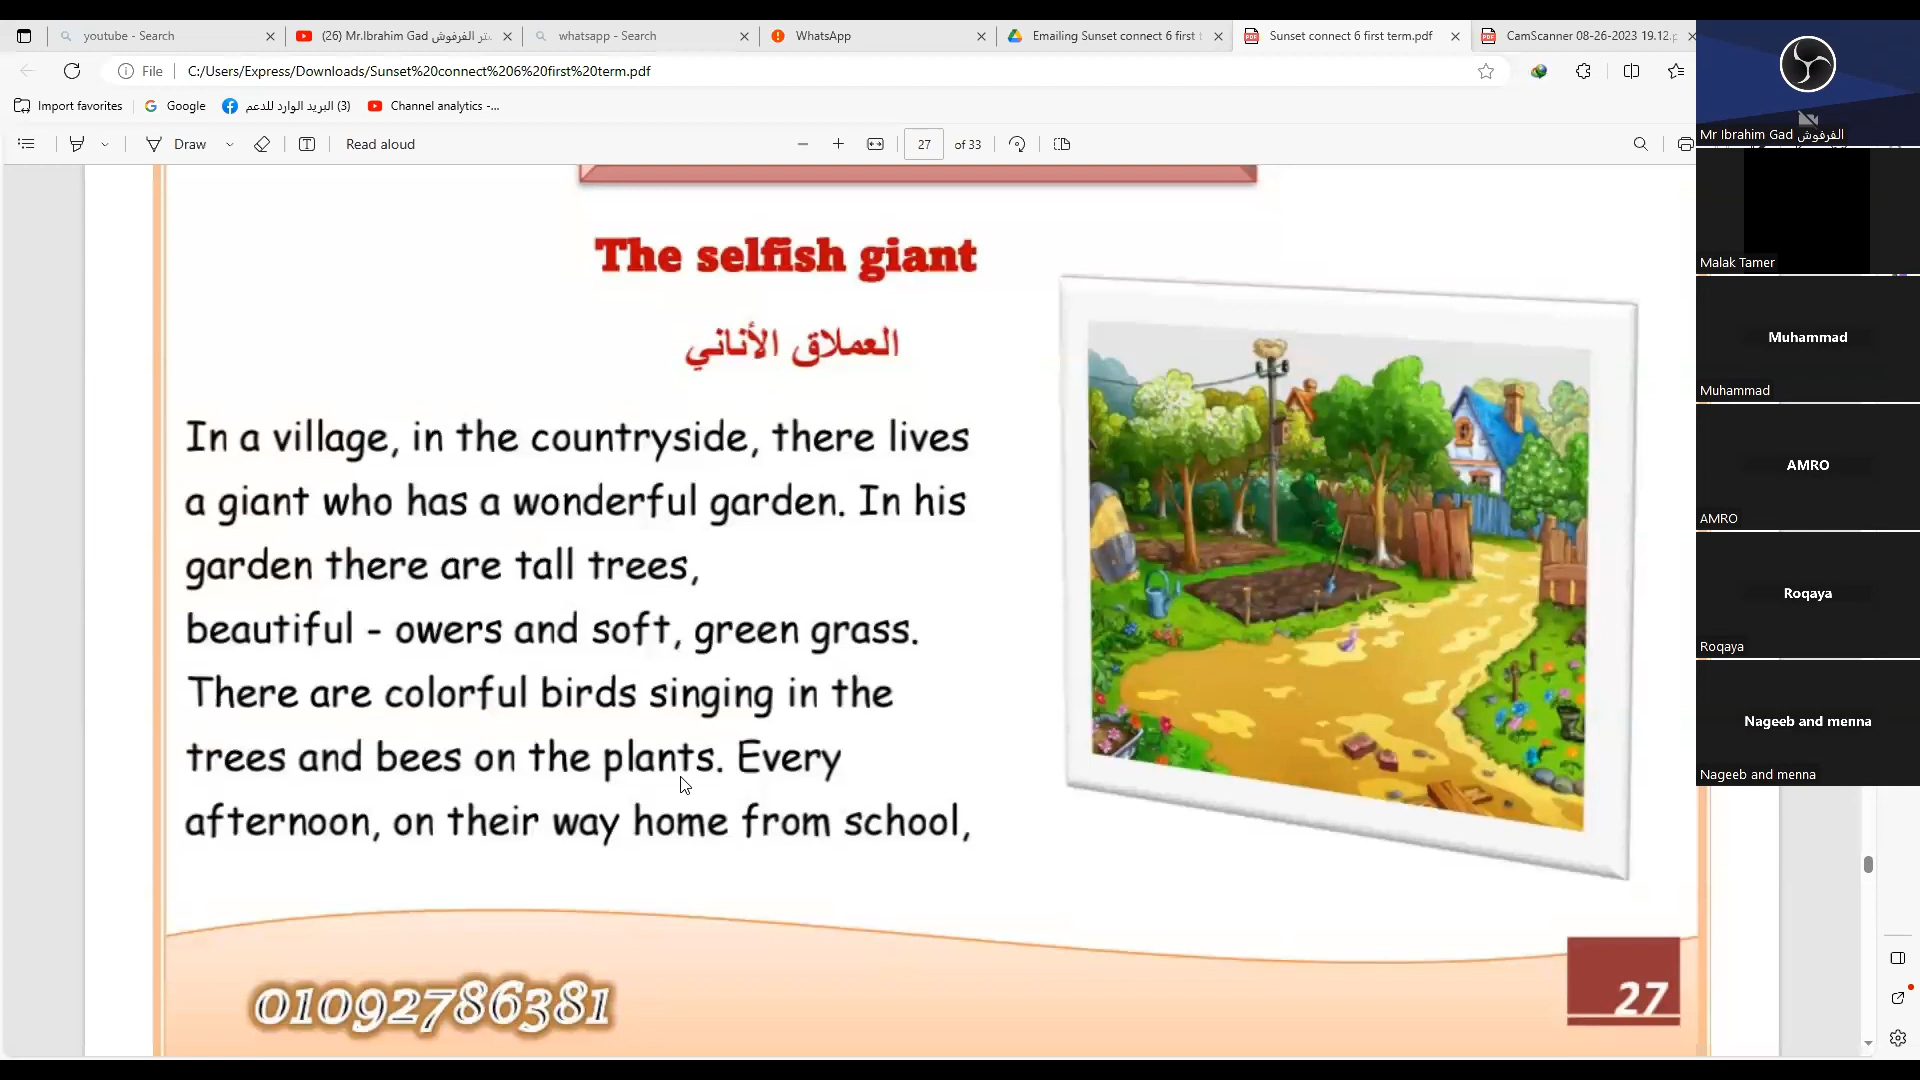 youtube - Search
(26) Mr.Ibrahim Gad
whatsapp - Search
WhatsApp
Emailing Sunset connect 6 first
Sunset connect 6 first term.pdf
CamScanner 08-26-2023 19.12.p
File
C:/Users/Express/Downloads/Sunset%20connect%206%20first%20term.pdf
Import favorites
Google
(3) البريد الوارد للدعم
Channel analytics -...
Draw
Read aloud
27
of 33
The selfish giant
العملاق الأناني
In a village, in the countryside, there lives
a giant who has a wonderful garden. In his
garden there are tall trees,
beautiful - owers and soft, green grass.
There are colorful birds singing in the
trees and bees on the plants. Every
afternoon, on their way home from school,
01092786381
27
Mr Ibrahim Gad الفرفوش
Malak Tamer
Muhammad
Muhammad
AMRO
AMRO
Roqaya
Roqaya
Nageeb and menna
Nageeb and menna